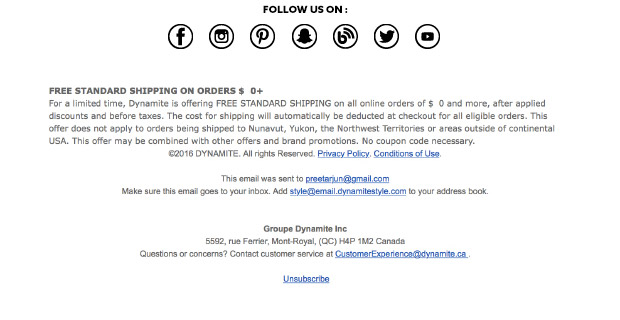 FOLLOW US ON :
FREE STANDARD SHIPPING ON ORDERS $  0+
For a limited time, Dynamite is offering FREE STANDARD SHIPPING on all online orders of $  0 and more, after applied
discounts and before taxes. The cost for shipping will automatically be deducted at checkout for all eligible orders. This
offer does not apply to orders being shipped to Nunavut, Yukon, the Northwest Territories or areas outside of continental
USA. This offer may be combined with other offers and brand promotions. No coupon code necessary.
©2016 DYNAMITE. All rights Reserved. Privacy Policy. Conditions of Use.
This email was sent to preetarjun@gmail.com
Make sure this email goes to your inbox. Add style@email.dynamitestyle.com to your address book.
Groupe Dynamite Inc
5592, rue Ferrier, Mont-Royal, (QC) H4P 1M2 Canada
Questions or concerns? Contact customer service at CustomerExperience@dynamite.ca .
Unsubscribe